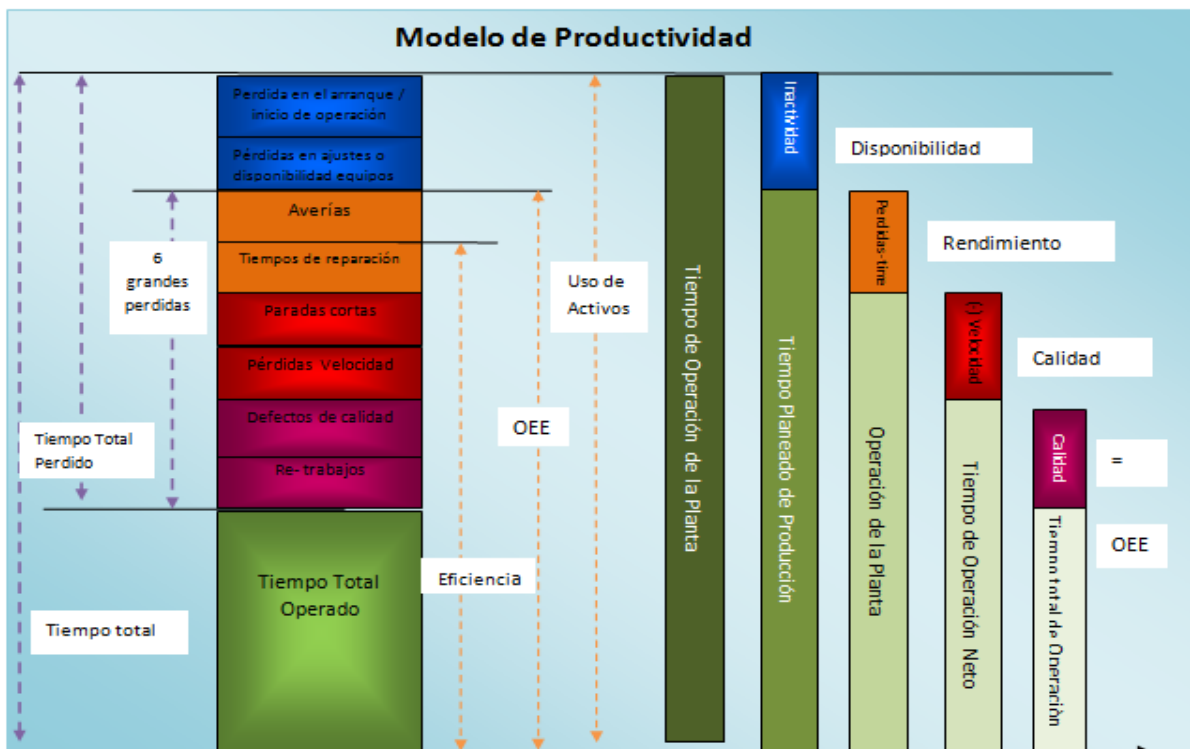 Modelo de Productividad
Perdida en el arranque /
inicio de operación
Pérdidas en ajustes o
disponibilidad equipos
Averías
Tiempos de reparación
Paradas cortas
Pérdidas Velocidad
Defectos de calidad
Re- trabajos
Tiempo Total
Operado
6
grandes
perdidas
Tiempo Total
Perdido
Tiempo total
Eficiencia
OEE
Uso de
Activos
Tiempo de Operación de la Planta
Inactividad
Tiempo Planeado de Producción
Disponibilidad
Perdidas-time
Operación de la Planta
Rendimiento
(-) Velocidad
Tiempo de Operación Neto
Calidad
Calidad
Tiempo total de Operación
=
OEE